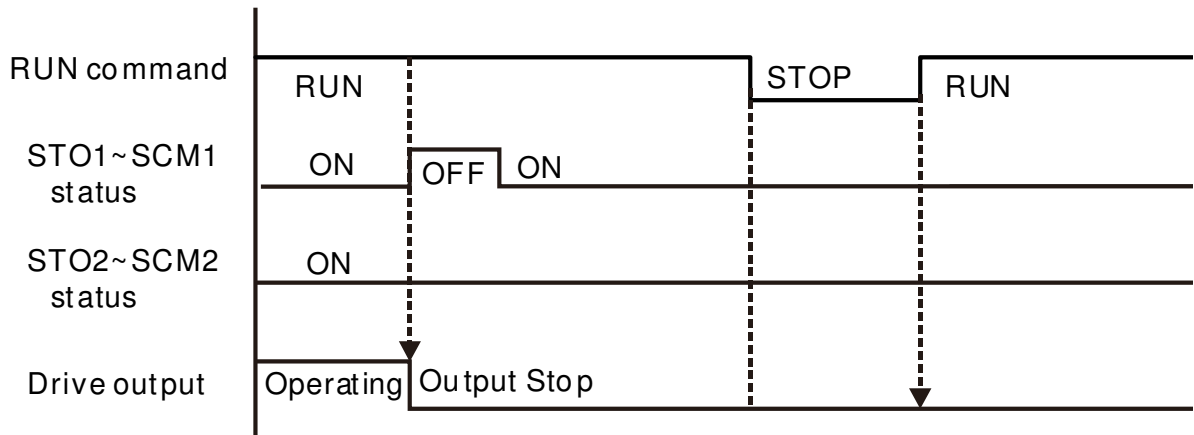 RUN command
RUN
STOP
RUN
STO1~SCM1
status
ON
OFF
ON
STO2~SCM2
status
ON
Drive output
Operating
Output Stop